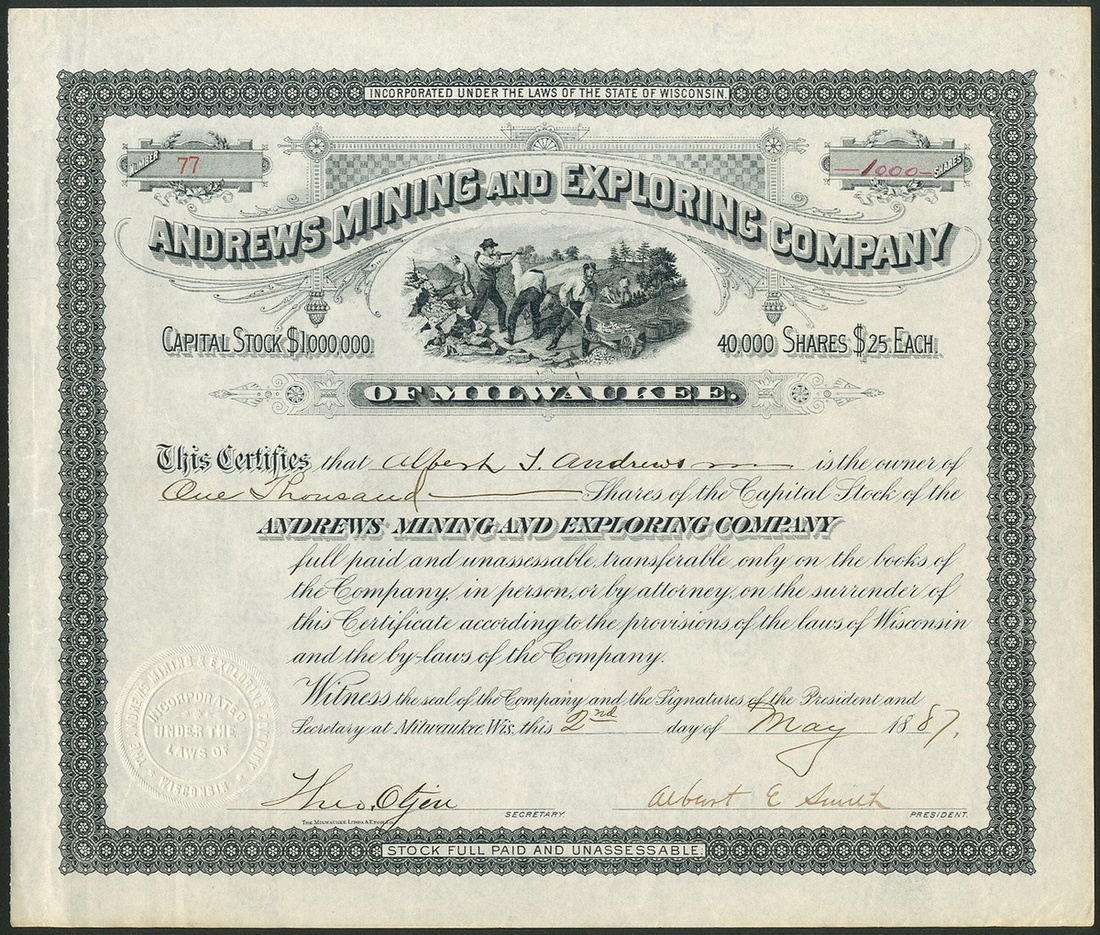 INCORPORATED UNDER THE LAWS OF THE STATE OF WISCONSIN.
NUMBER 77
—1000— SHARES
ANDREWS MINING AND EXPLORING COMPANY
CAPITAL STOCK $1,000,000.
40,000 SHARES $25 EACH.
OF MILWAUKEE.
This Certifies that Albert T. Andrews is the owner of
One Thousand Shares of the Capital Stock of the
ANDREWS MINING AND EXPLORING COMPANY
full paid and unassessable, transferable only on the books of
the Company, in person, or by attorney, on the surrender of
this Certificate according to the provisions of the laws of Wisconsin
and the by-laws of the Company.
Witness the seal of the Company and the Signatures of the President and
Secretary at Milwaukee, Wis. this 2nd day of May 1887.
THE ANDREWS MINING & EXPLORING COMPANY
INCORPORATED
UNDER THE
LAWS OF
WISCONSIN
Theo. Otjen
SECRETARY.
Albert E Smith
PRESIDENT.
THE MILWAUKEE LITHO. & ENGR. CO.
STOCK FULL PAID AND UNASSESSABLE.